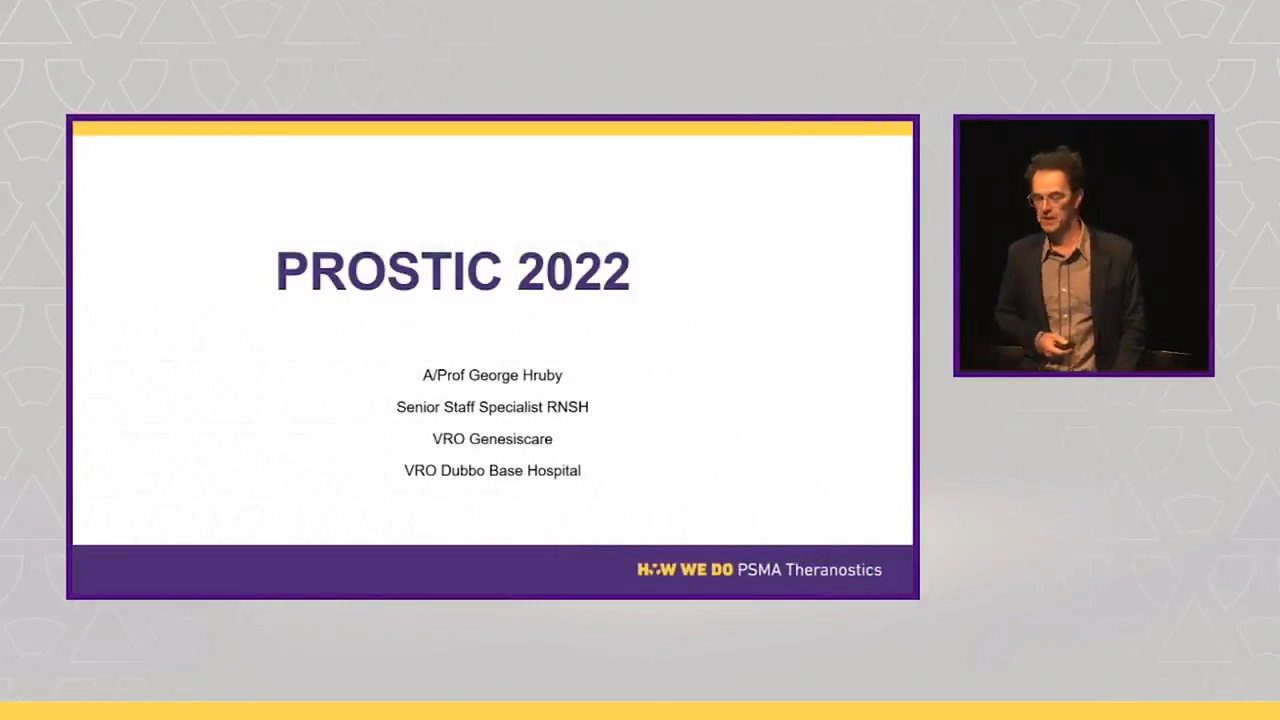 PROSTIC 2022
A/Prof George Hruby
Senior Staff Specialist RNSH
VRO Genesiscare
VRO Dubbo Base Hospital
HOW WE DO PSMA Theranostics